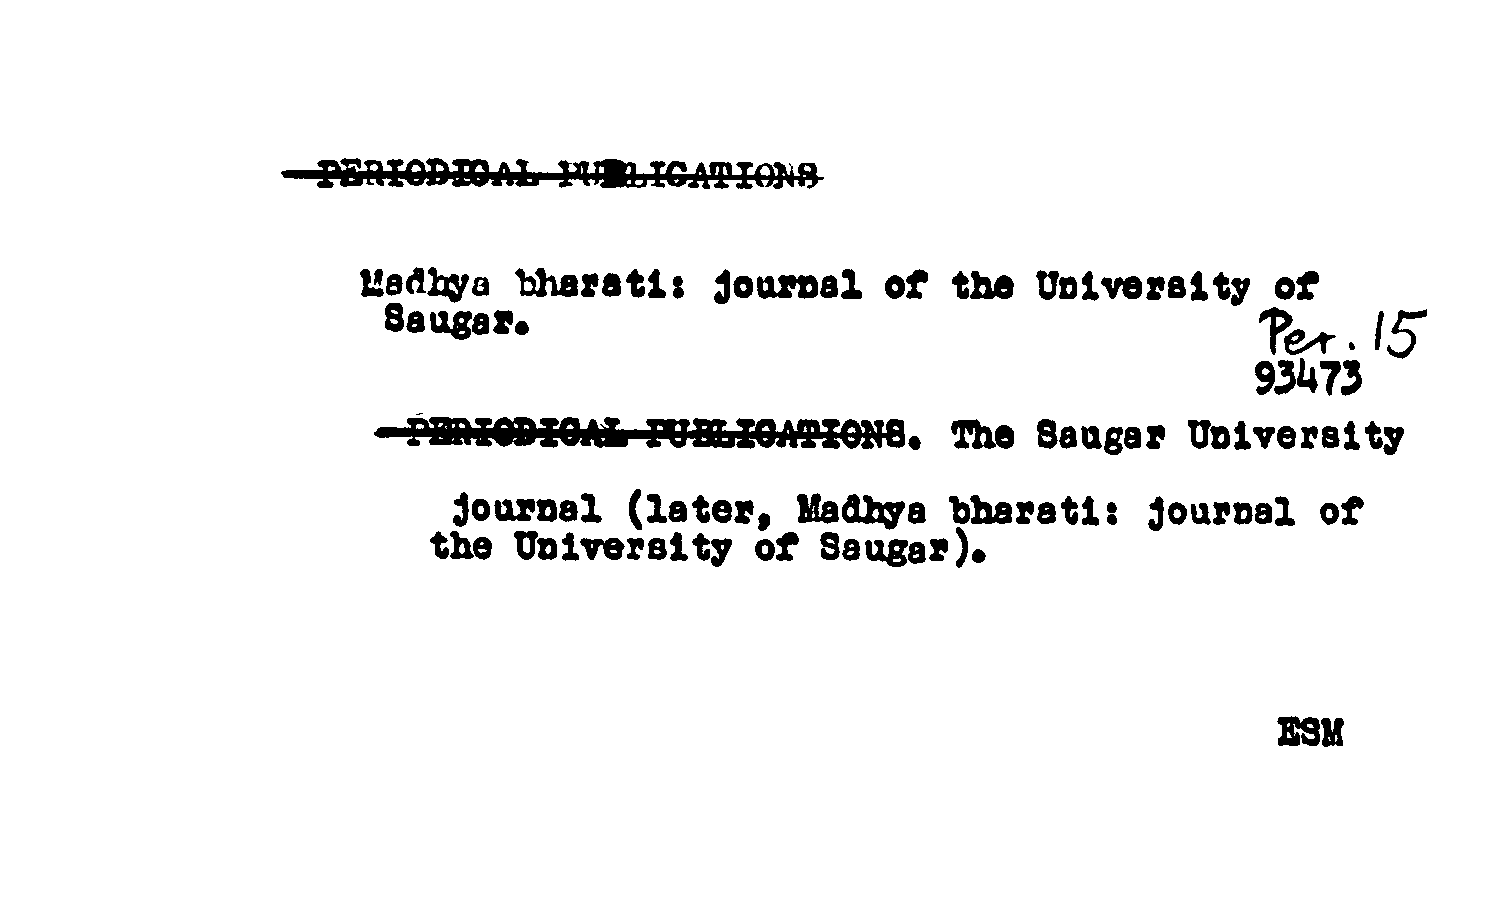 PERIODICAL PUBLICATIONS
Madhya bharati: journal of the University of
Saugar.
Per. 15
93473
PERIODICAL PUBLICATIONS. The Saugar University
journal (later, Madhya bharati: journal of
the University of Saugar).
ESM